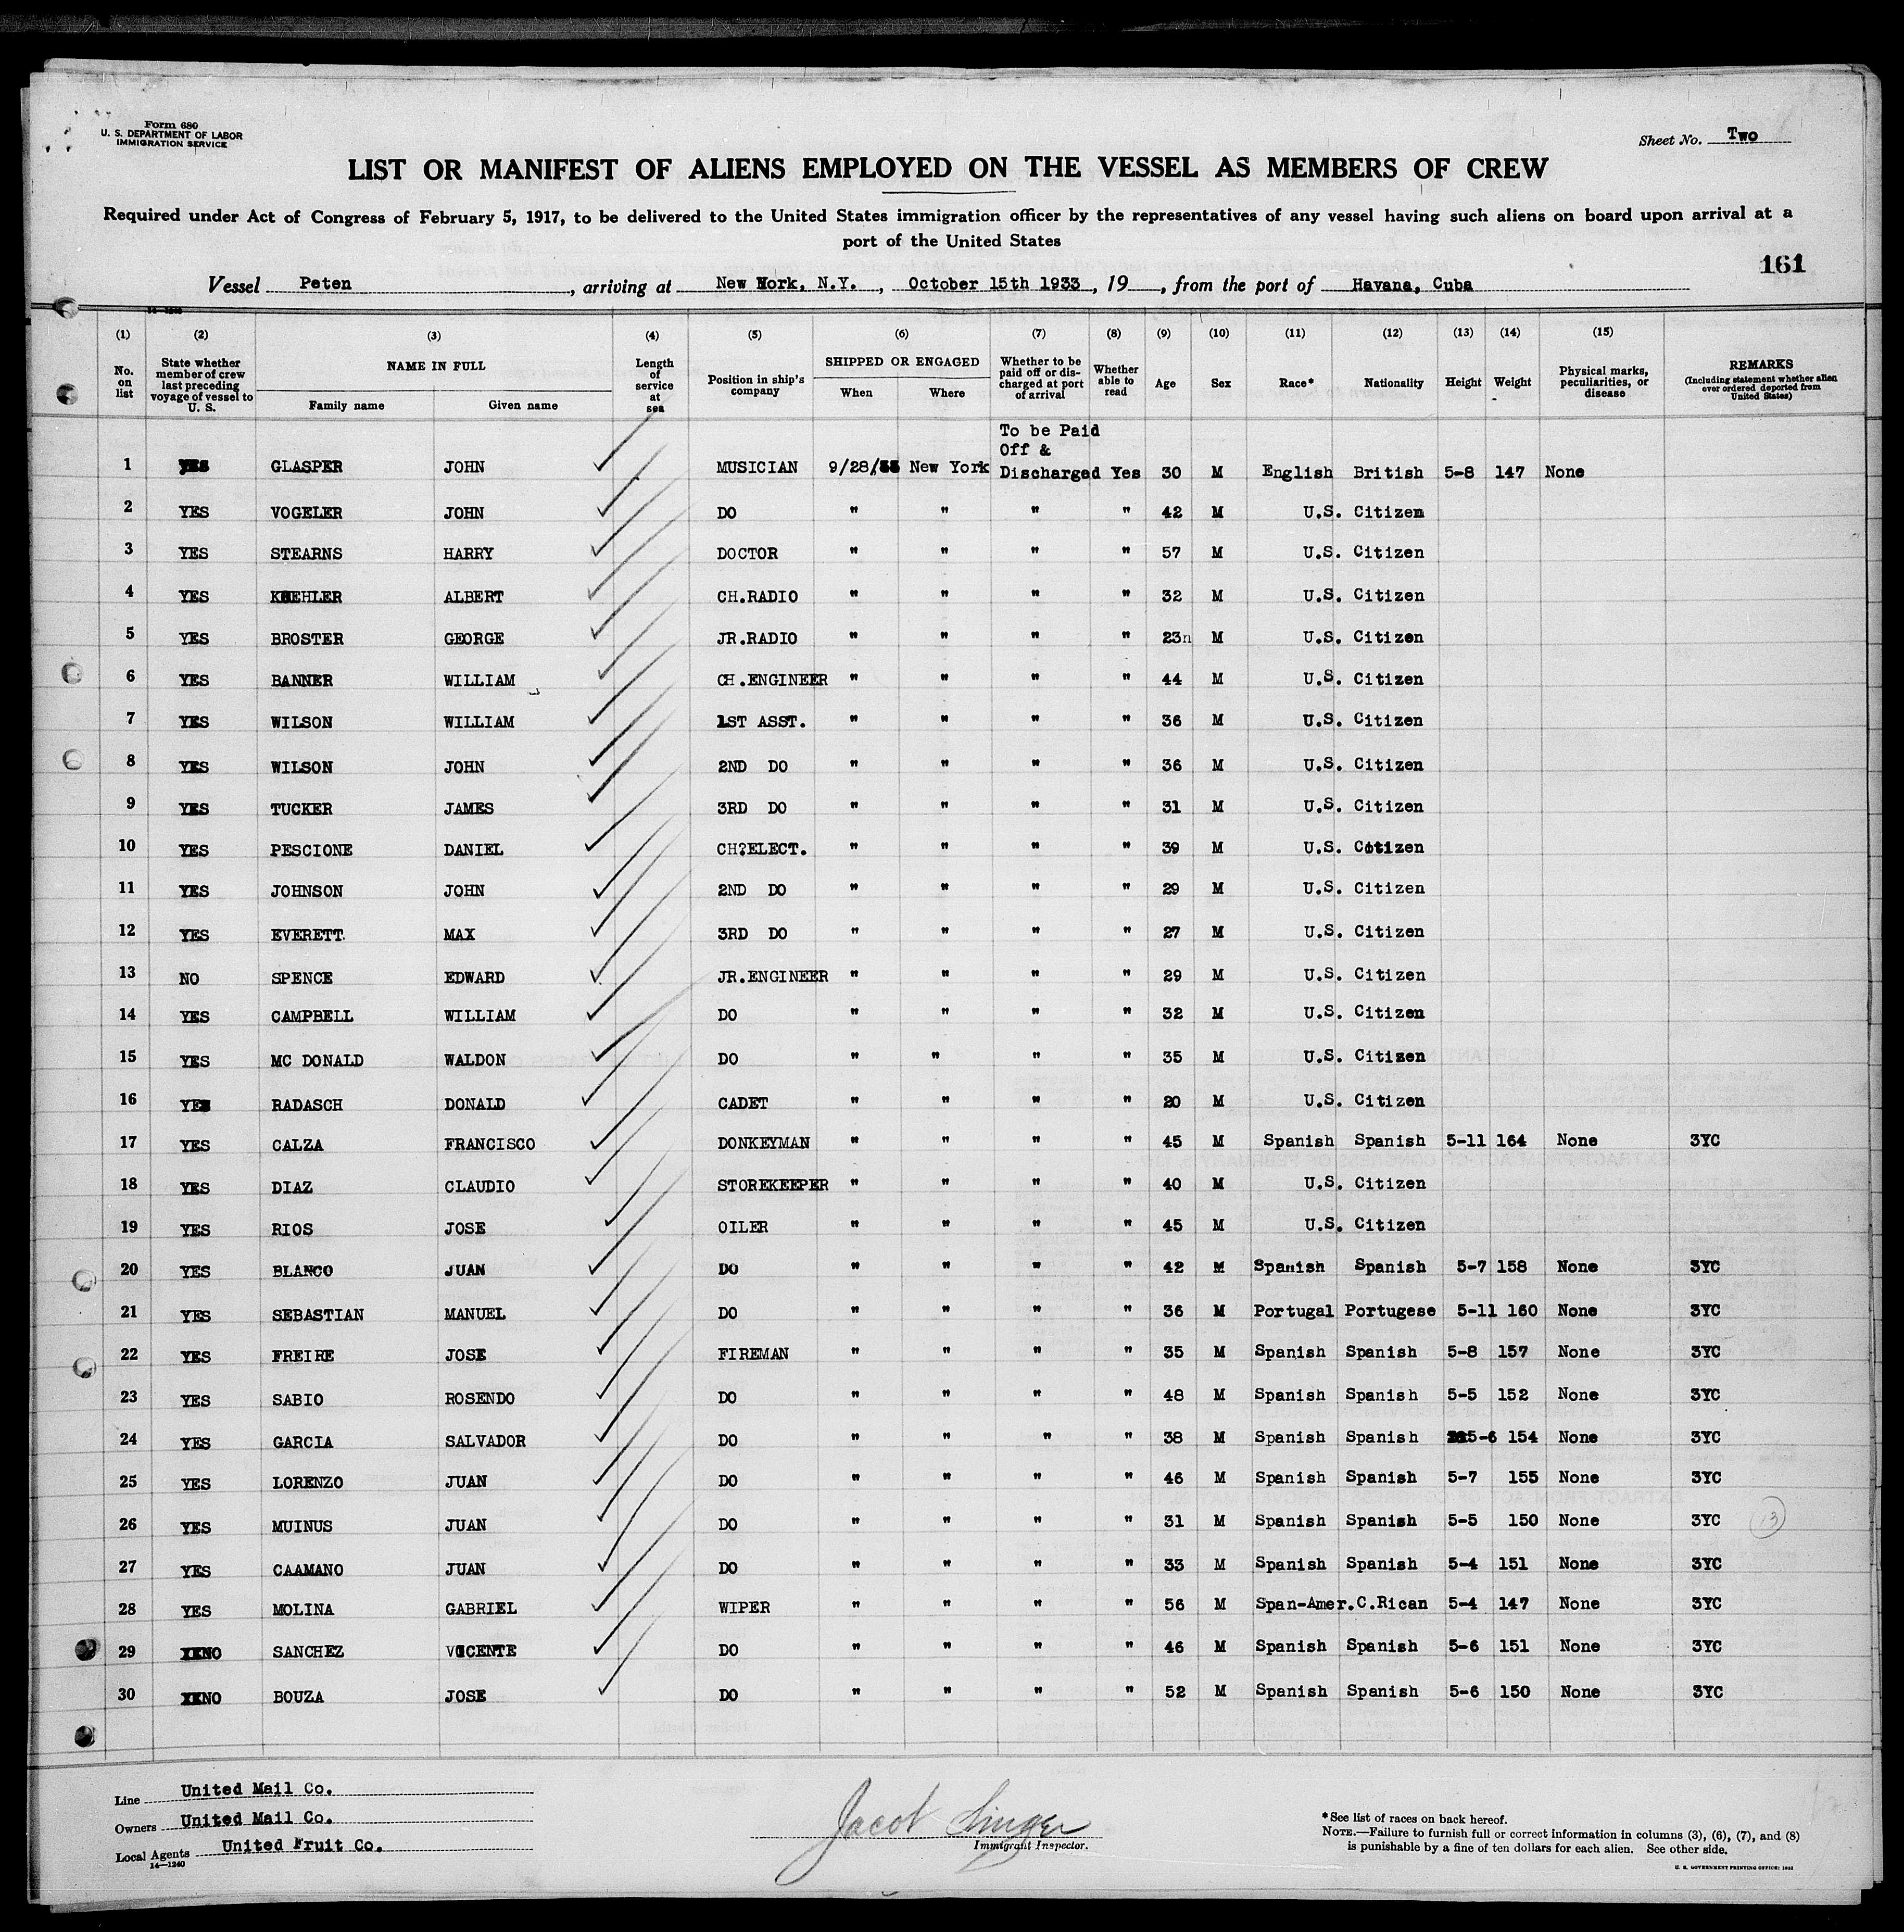 Form 680
U. S. DEPARTMENT OF LABOR
IMMIGRATION SERVICE
Sheet No. Two
LIST OR MANIFEST OF ALIENS EMPLOYED ON THE VESSEL AS MEMBERS OF CREW
Required under Act of Congress of February 5, 1917, to be delivered to the United States immigration officer by the representatives of any vessel having such aliens on board upon arrival at a
port of the United States
161
Vessel Peten, arriving at New York, N.Y., October 15th 1933, 19, from the port of Havana, Cuba
(1) (2) (3) (4) (5) (6) (7) (8) (9) (10) (11) (12) (13) (14) (15)
No. on list State whether member of crew last preceding voyage of vessel to U. S. NAME IN FULL Family name Given name Length of service at sea Position in ship's company SHIPPED OR ENGAGED When Where Whether to be paid off or discharged at port of arrival Whether able to read Age Sex Race* Nationality Height Weight Physical marks, peculiarities, or disease REMARKS (Including statement whether alien ever ordered deported from United States)
To be Paid
Off &
1 YES GLASPER JOHN MUSICIAN 9/28/33 New York Discharged Yes 30 M English British 5-8 147 None
2 YES VOGELER JOHN DO " " " " 42 M U.S. Citizen
3 YES STEARNS HARRY DOCTOR " " " " 57 M U.S. Citizen
4 YES KOEHLER ALBERT CH.RADIO " " " " 32 M U.S. Citizen
5 YES BROSTER GEORGE JR.RADIO " " " " 23n M U.S. Citizen
6 YES BANNER WILLIAM CH.ENGINEER " " " " 44 M U.S. Citizen
7 YES WILSON WILLIAM 1ST ASST. " " " " 36 M U.S. Citizen
8 YES WILSON JOHN 2ND DO " " " " 36 M U.S. Citizen
9 YES TUCKER JAMES 3RD DO " " " " 31 M U.S. Citizen
10 YES PESCIONE DANIEL CH?ELECT. " " " " 39 M U.S. Citizen
11 YES JOHNSON JOHN 2ND DO " " " " 29 M U.S. Citizen
12 YES EVERETT. MAX 3RD DO " " " " 27 M U.S. Citizen
13 NO SPENCE EDWARD JR.ENGINEER " " " " 29 M U.S. Citizen
14 YES CAMPBELL WILLIAM DO " " " " 32 M U.S. Citizen
15 YES MC DONALD WALDON DO " " " " 35 M U.S. Citizen
16 YES RADASCH DONALD CADET " " " " 20 M U.S. Citizen
17 YES CALZA FRANCISCO DONKEYMAN " " " " 45 M Spanish Spanish 5-11 164 None 3YC
18 YES DIAZ CLAUDIO STOREKEEPER " " " " 40 M U.S. Citizen
19 YES RIOS JOSE OILER " " " " 45 M U.S. Citizen
20 YES BLANCO JUAN DO " " " " 42 M Spanish Spanish 5-7 158 None 3YC
21 YES SEBASTIAN MANUEL DO " " " " 36 M Portugal Portugese 5-11 160 None 3YC
22 YES FREIRE JOSE FIREMAN " " " " 35 M Spanish Spanish 5-8 157 None 3YC
23 YES SABIO ROSENDO DO " " " " 48 M Spanish Spanish 5-5 152 None 3YC
24 YES GARCIA SALVADOR DO " " " " 38 M Spanish Spanish 5-6 154 None 3YC
25 YES LORENZO JUAN DO " " " " 46 M Spanish Spanish 5-7 155 None 3YC
26 YES MUINUS JUAN DO " " " " 31 M Spanish Spanish 5-5 150 None 3YC 13
27 YES CAAMANO JUAN DO " " " " 33 M Spanish Spanish 5-4 151 None 3YC
28 YES MOLINA GABRIEL WIPER " " " " 56 M Span-Amer. C.Rican 5-4 147 None 3YC
29 NO SANCHEZ VICENTE DO " " " " 46 M Spanish Spanish 5-6 151 None 3YC
30 NO BOUZA JOSE DO " " " " 52 M Spanish Spanish 5-6 150 None 3YC
Line United Mail Co.
Owners United Mail Co.
Local Agents United Fruit Co.
14—1240
Jacob Singer
Immigrant Inspector.
*See list of races on back hereof.
NOTE.—Failure to furnish full or correct information in columns (3), (6), (7), and (8)
is punishable by a fine of ten dollars for each alien. See other side.
U. S. GOVERNMENT PRINTING OFFICE: 1932